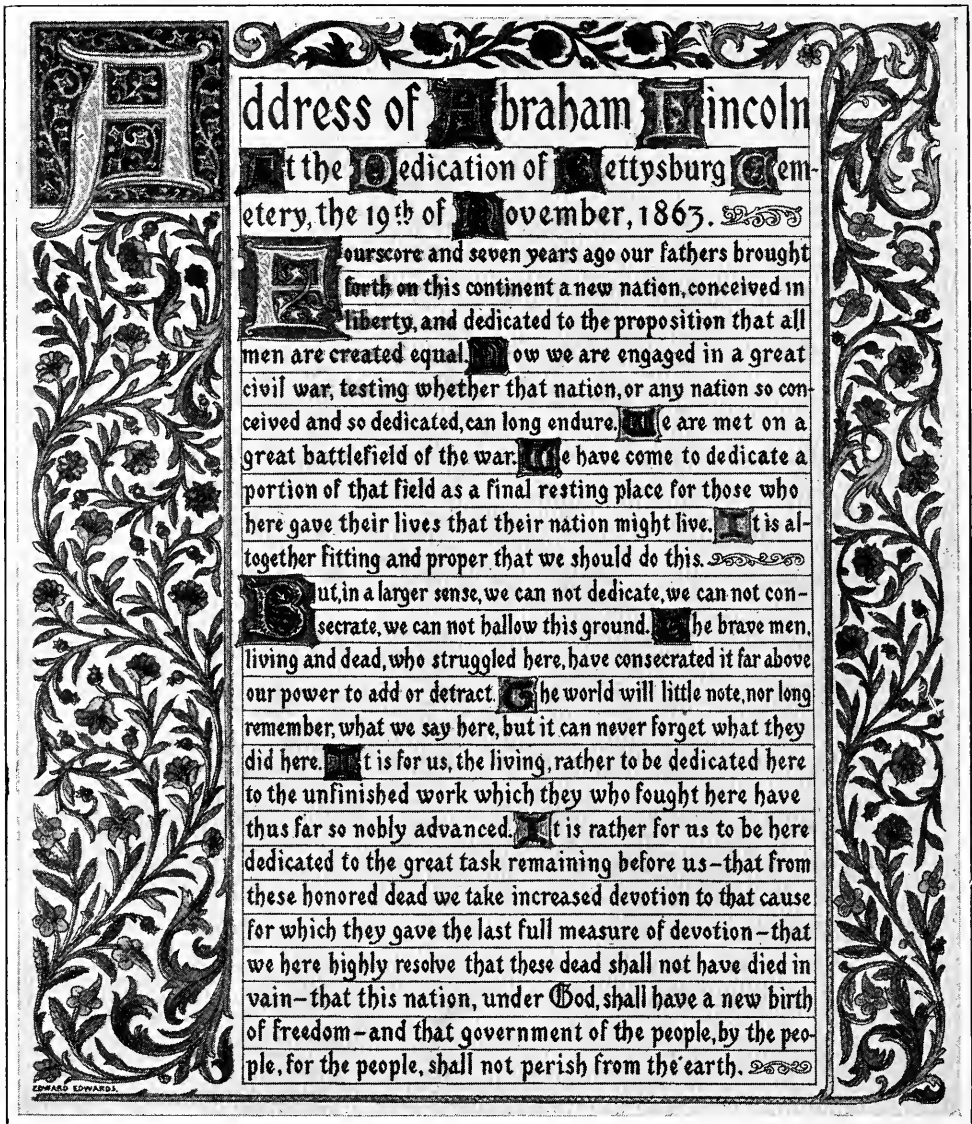 Address of Abraham Lincoln
At the Dedication of Gettysburg Cem-
etery, the 19th of November, 1863.
Fourscore and seven years ago our fathers brought
forth on this continent a new nation, conceived in
liberty, and dedicated to the proposition that all
men are created equal. Now we are engaged in a great
civil war, testing whether that nation, or any nation so con-
ceived and so dedicated, can long endure. We are met on a
great battlefield of the war. We have come to dedicate a
portion of that field as a final resting place for those who
here gave their lives that their nation might live. It is al-
together fitting and proper that we should do this.
But, in a larger sense, we can not dedicate, we can not con-
secrate, we can not hallow this ground. The brave men,
living and dead, who struggled here, have consecrated it far above
our power to add or detract. The world will little note, nor long
remember, what we say here, but it can never forget what they
did here. It is for us, the living, rather to be dedicated here
to the unfinished work which they who fought here have
thus far so nobly advanced. It is rather for us to be here
dedicated to the great task remaining before us-that from
these honored dead we take increased devotion to that cause
for which they gave the last full measure of devotion-that
we here highly resolve that these dead shall not have died in
vain-that this nation, under God, shall have a new birth
of freedom-and that government of the people, by the peo-
ple, for the people, shall not perish from the earth.
EDWARD EDWARDS.